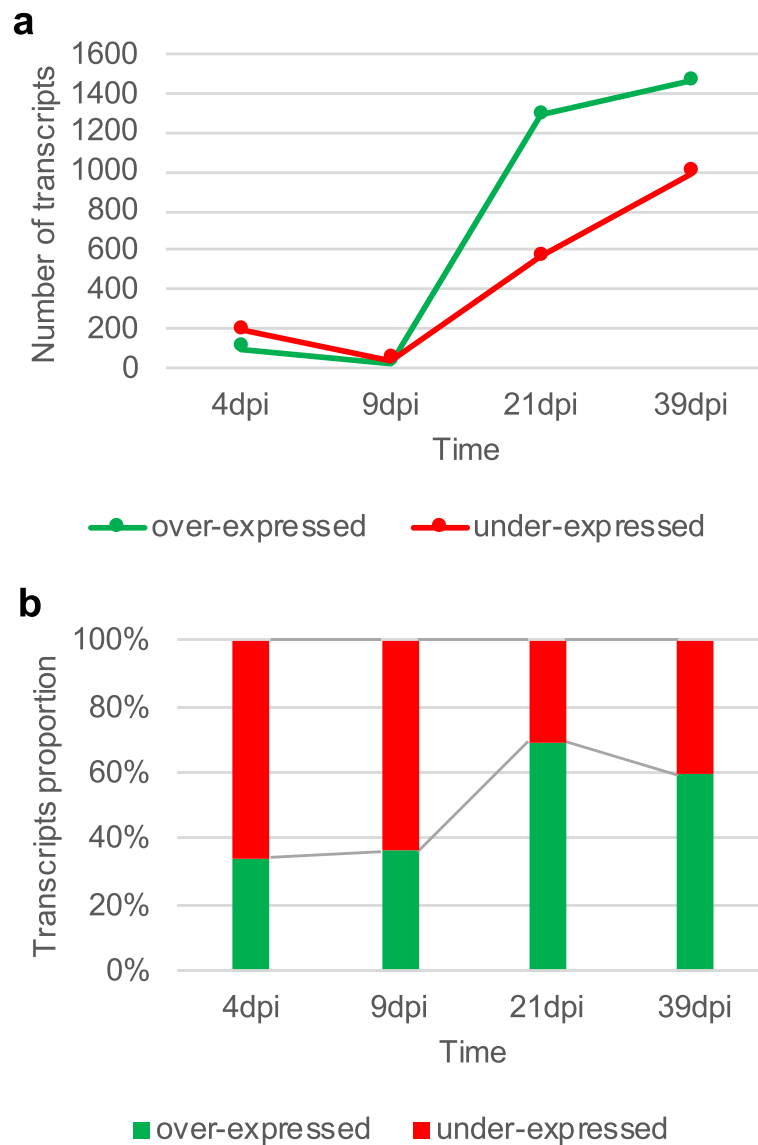 a
Number of transcripts
1600
1400
1200
1000
800
600
400
200
0
4dpi 9dpi 21dpi 39dpi
Time
over-expressed under-expressed
b
Transcripts proportion
100%
80%
60%
40%
20%
0%
4dpi 9dpi 21dpi 39dpi
Time
over-expressed under-expressed